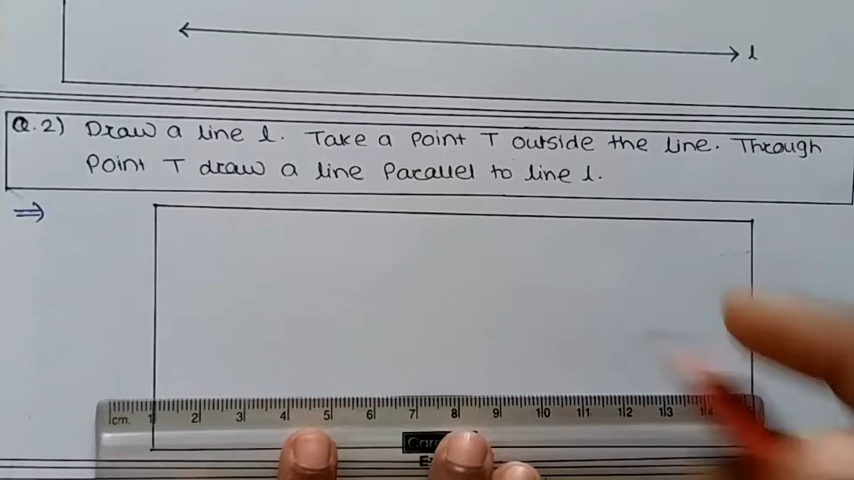 l
Q.2) Draw a line l. Take a point T outside the line. Through
point T draw a line parallel to line l.
⇒
cm. 1 2 3 4 5 6 7 8 9 10 11 12 13 14